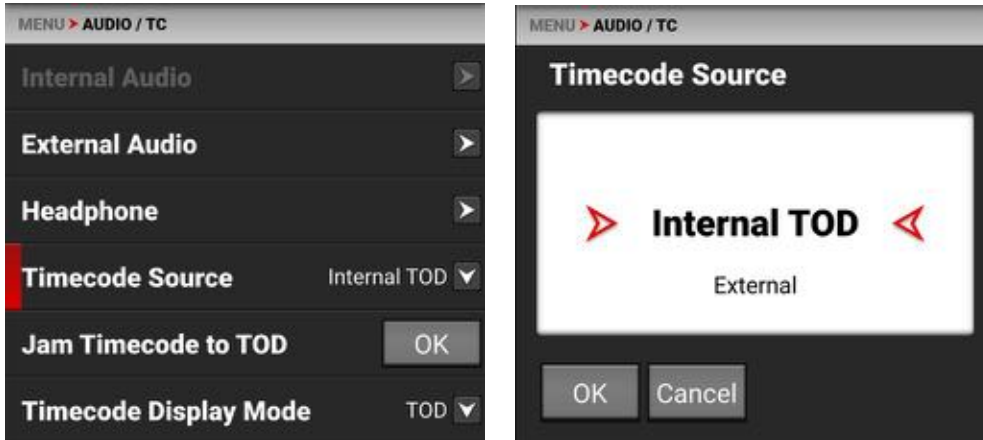 MENU > AUDIO / TC
Internal Audio
External Audio
Headphone
Timecode Source Internal TOD
Jam Timecode to TOD OK
Timecode Display Mode TOD
MENU > AUDIO / TC
Timecode Source
Internal TOD
External
OK Cancel